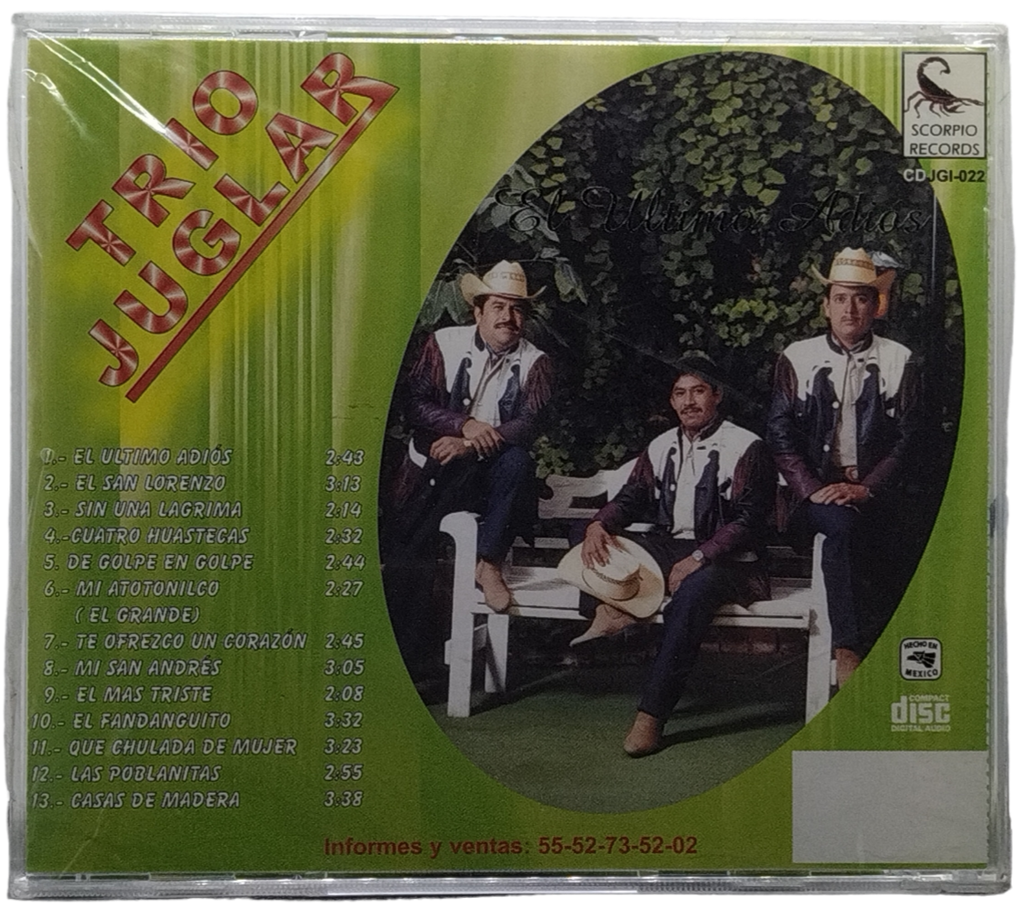 TRIO
JUGLAR
SCORPIO
RECORDS
CDJGI-022
El Ultimo Adios
1.- EL ULTIMO ADIÓS 2:43
2.- EL SAN LORENZO 3:13
3.- SIN UNA LAGRIMA 2:14
4.-CUATRO HUASTECAS 2:32
5. DE GOLPE EN GOLPE 2:44
6.- MI ATOTONILCO 2:27
( EL GRANDE)
7.- TE OFREZCO UN CORAZÓN 2:45
8.- MI SAN ANDRÉS 3:05
9.- EL MAS TRISTE 2:08
10.- EL FANDANGUITO 3:32
11.- QUE CHULADA DE MUJER 3:23
12.- LAS POBLANITAS 2:55
13.- CASAS DE MADERA 3:38
HECHO EN
MEXICO
COMPACT
disc
DIGITAL AUDIO
Informes y ventas: 55-52-73-52-02